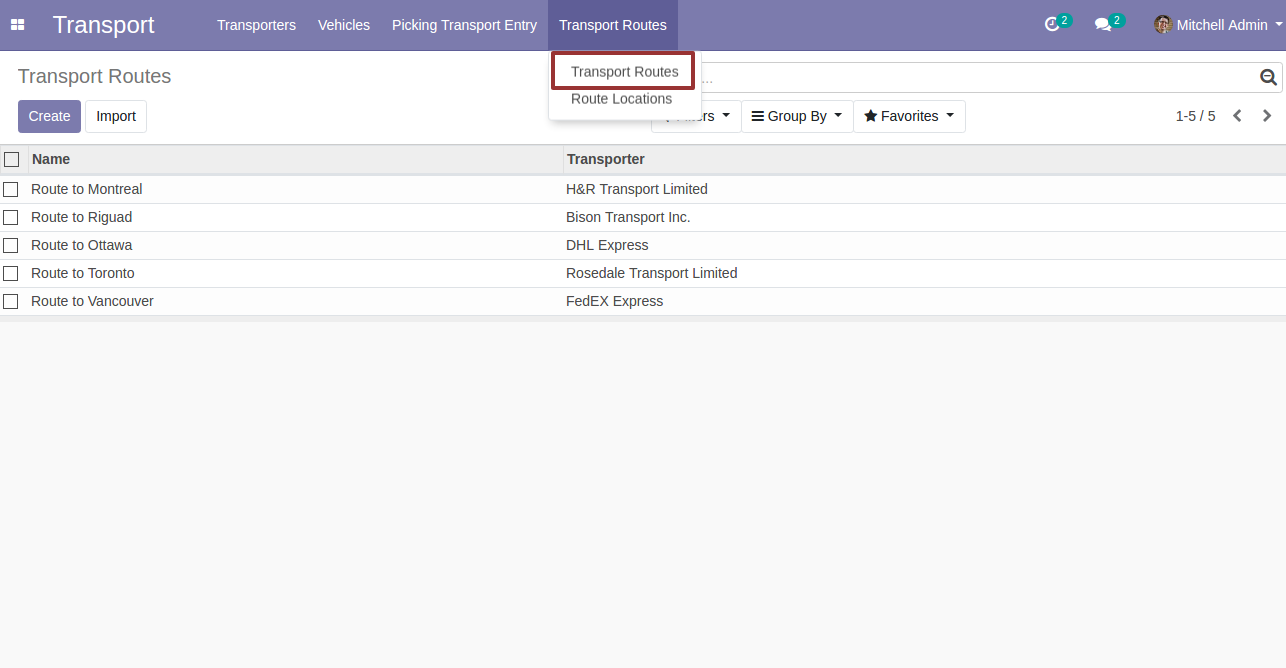 Transport Transporters Vehicles Picking Transport Entry Transport Routes 2 2 Mitchell Admin
Transport Routes
Transport Routes ...
Route Locations
Create Import
Group By Favorites 1-5 / 5
Name Transporter
Route to Montreal H&R Transport Limited
Route to Riguad Bison Transport Inc.
Route to Ottawa DHL Express
Route to Toronto Rosedale Transport Limited
Route to Vancouver FedEX Express